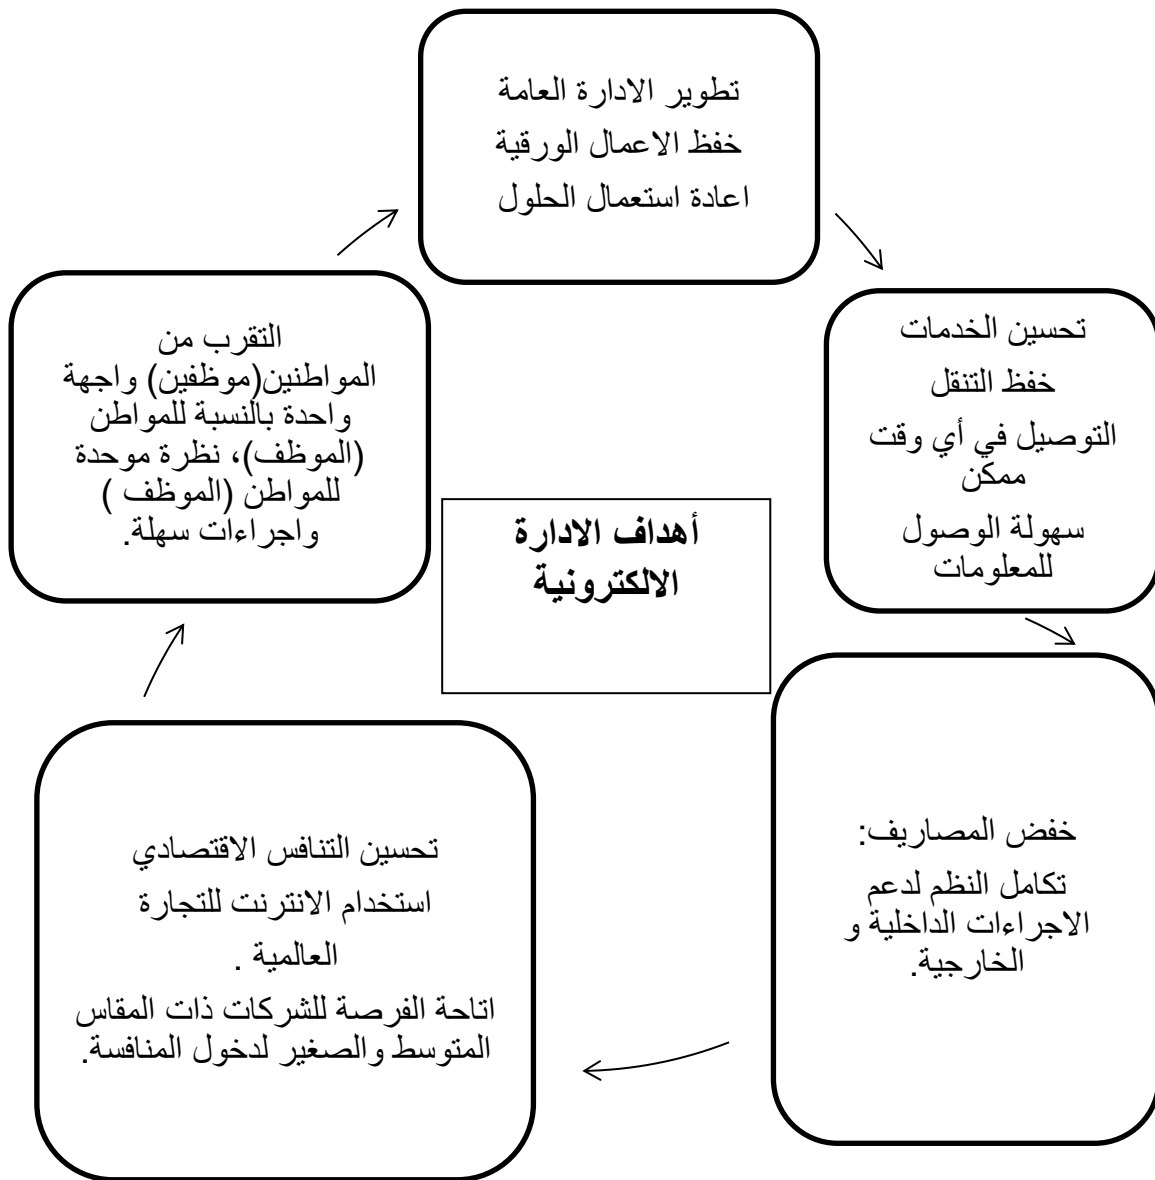 تطوير الادارة العامة
خفظ الاعمال الورقية
اعادة استعمال الحلول
تحسين الخدمات
خفظ التنقل
التوصيل في أي وقت
ممكن
سهولة الوصول
للمعلومات
خفض المصاريف:
تكامل النظم لدعم
الاجراءات الداخلية و
الخارجية.
تحسين التنافس الاقتصادي
استخدام الانترنت للتجارة
العالمية .
اتاحة الفرصة للشركات ذات المقاس
المتوسط والصغير لدخول المنافسة.
التقرب من
المواطنين(موظفين) واجهة
واحدة بالنسبة للمواطن
(الموظف)، نظرة موحدة
للمواطن (الموظف )
واجراءات سهلة.
أهداف الادارة
الالكترونية